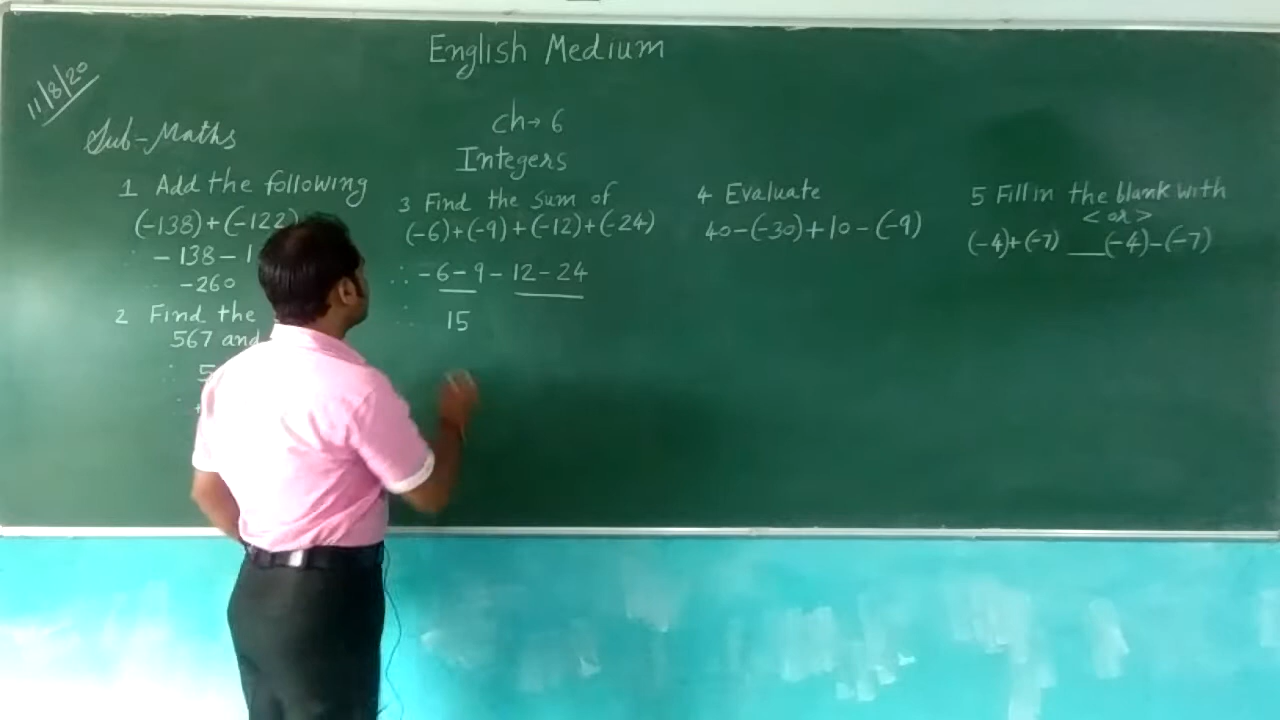 11/8/20
English Medium
Sub-Maths
ch→ 6
Integers
1 Add the following
(-138)+(-122)
∴ -138-1
∴ -260
2 Find the
567 and
∴ 5
3 Find the sum of
(-6)+(-9)+(-12)+(-24)
∴ -6-9-12-24
∴ 15
4 Evaluate
40-(-30)+10-(-9)
5 Fill in the blank with
< or >
(-4)+(-7) ___(-4)-(-7)